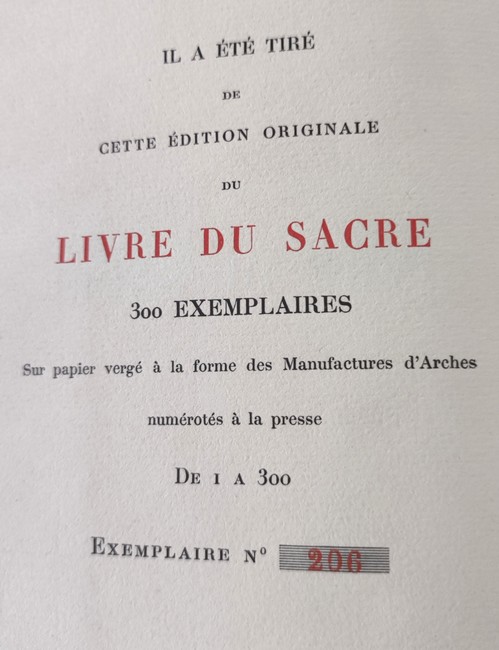 IL A ÉTÉ TIRÉ
DE
CETTE ÉDITION ORIGINALE
DU
LIVRE DU SACRE
300 EXEMPLAIRES
Sur papier vergé à la forme des Manufactures d'Arches
numérotés à la presse
DE 1 A 300
EXEMPLAIRE Nº 206